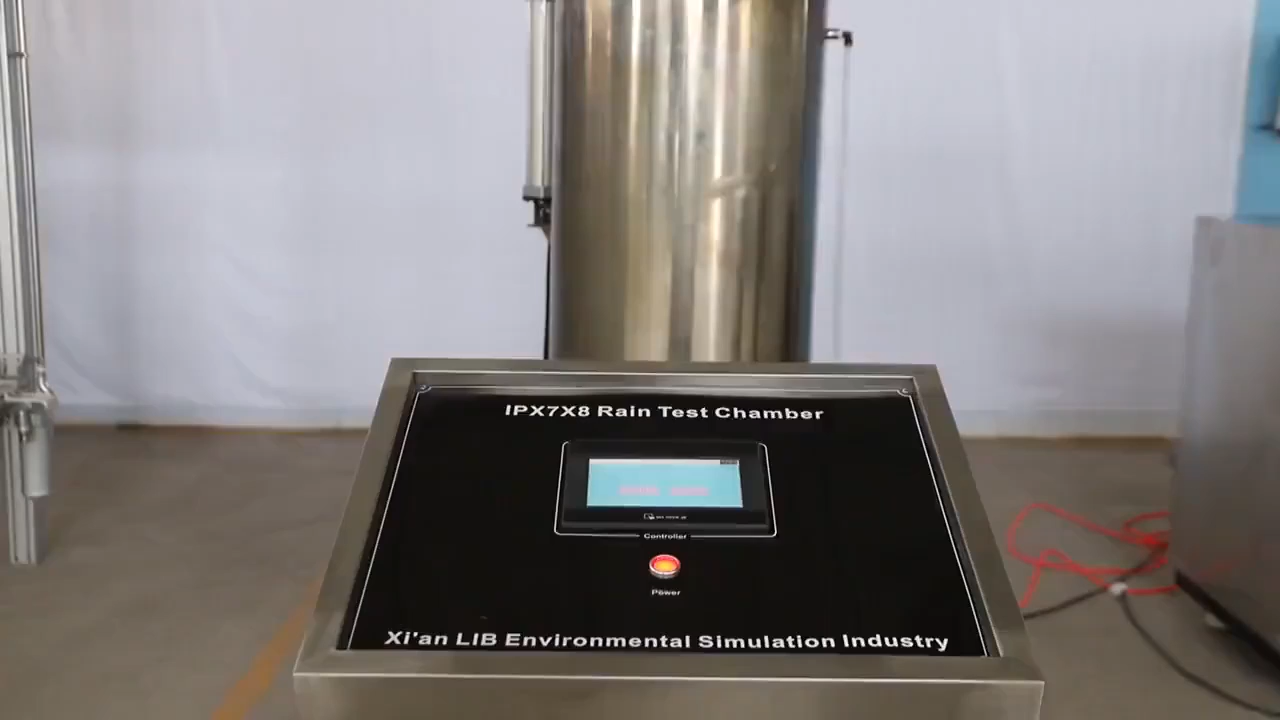 IPX7X8 Rain Test Chamber
Controller
Power
Xi'an LIB Environmental Simulation Industry